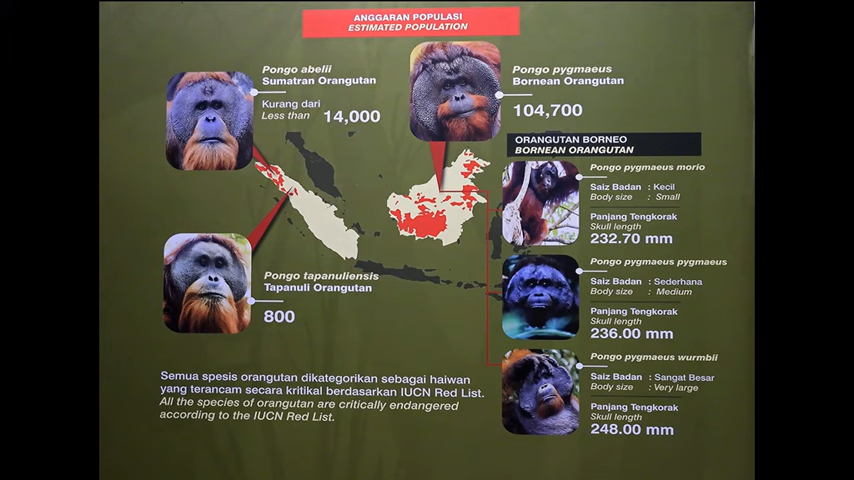 ANGGARAN POPULASI
ESTIMATED POPULATION
Pongo abelii
Sumatran Orangutan
Kurang dari
Less than 14,000
Pongo pygmaeus
Bornean Orangutan
104,700
Pongo tapanuliensis
Tapanuli Orangutan
800
ORANGUTAN BORNEO
BORNEAN ORANGUTAN
Pongo pygmaeus morio
Saiz Badan : Kecil
Body size : Small
Panjang Tengkorak
Skull length
232.70 mm
Pongo pygmaeus pygmaeus
Saiz Badan : Sederhana
Body size : Medium
Panjang Tengkorak
Skull length
236.00 mm
Pongo pygmaeus wurmbii
Saiz Badan : Sangat Besar
Body size : Very large
Panjang Tengkorak
Skull length
248.00 mm
Semua spesis orangutan dikategorikan sebagai haiwan
yang terancam secara kritikal berdasarkan IUCN Red List.
All the species of orangutan are critically endangered
according to the IUCN Red List.